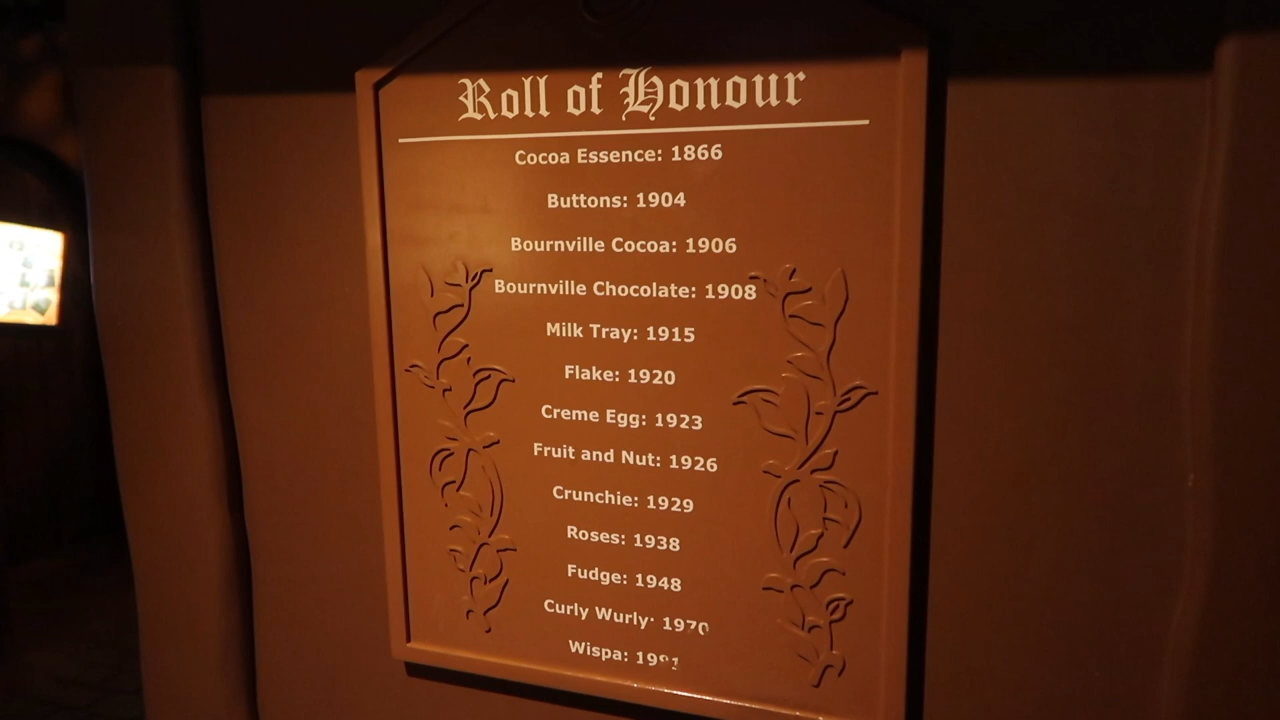 Roll of Honour
Cocoa Essence: 1866
Buttons: 1904
Bournville Cocoa: 1906
Bournville Chocolate: 1908
Milk Tray: 1915
Flake: 1920
Creme Egg: 1923
Fruit and Nut: 1926
Crunchie: 1929
Roses: 1938
Fudge: 1948
Curly Wurly: 1970
Wispa: